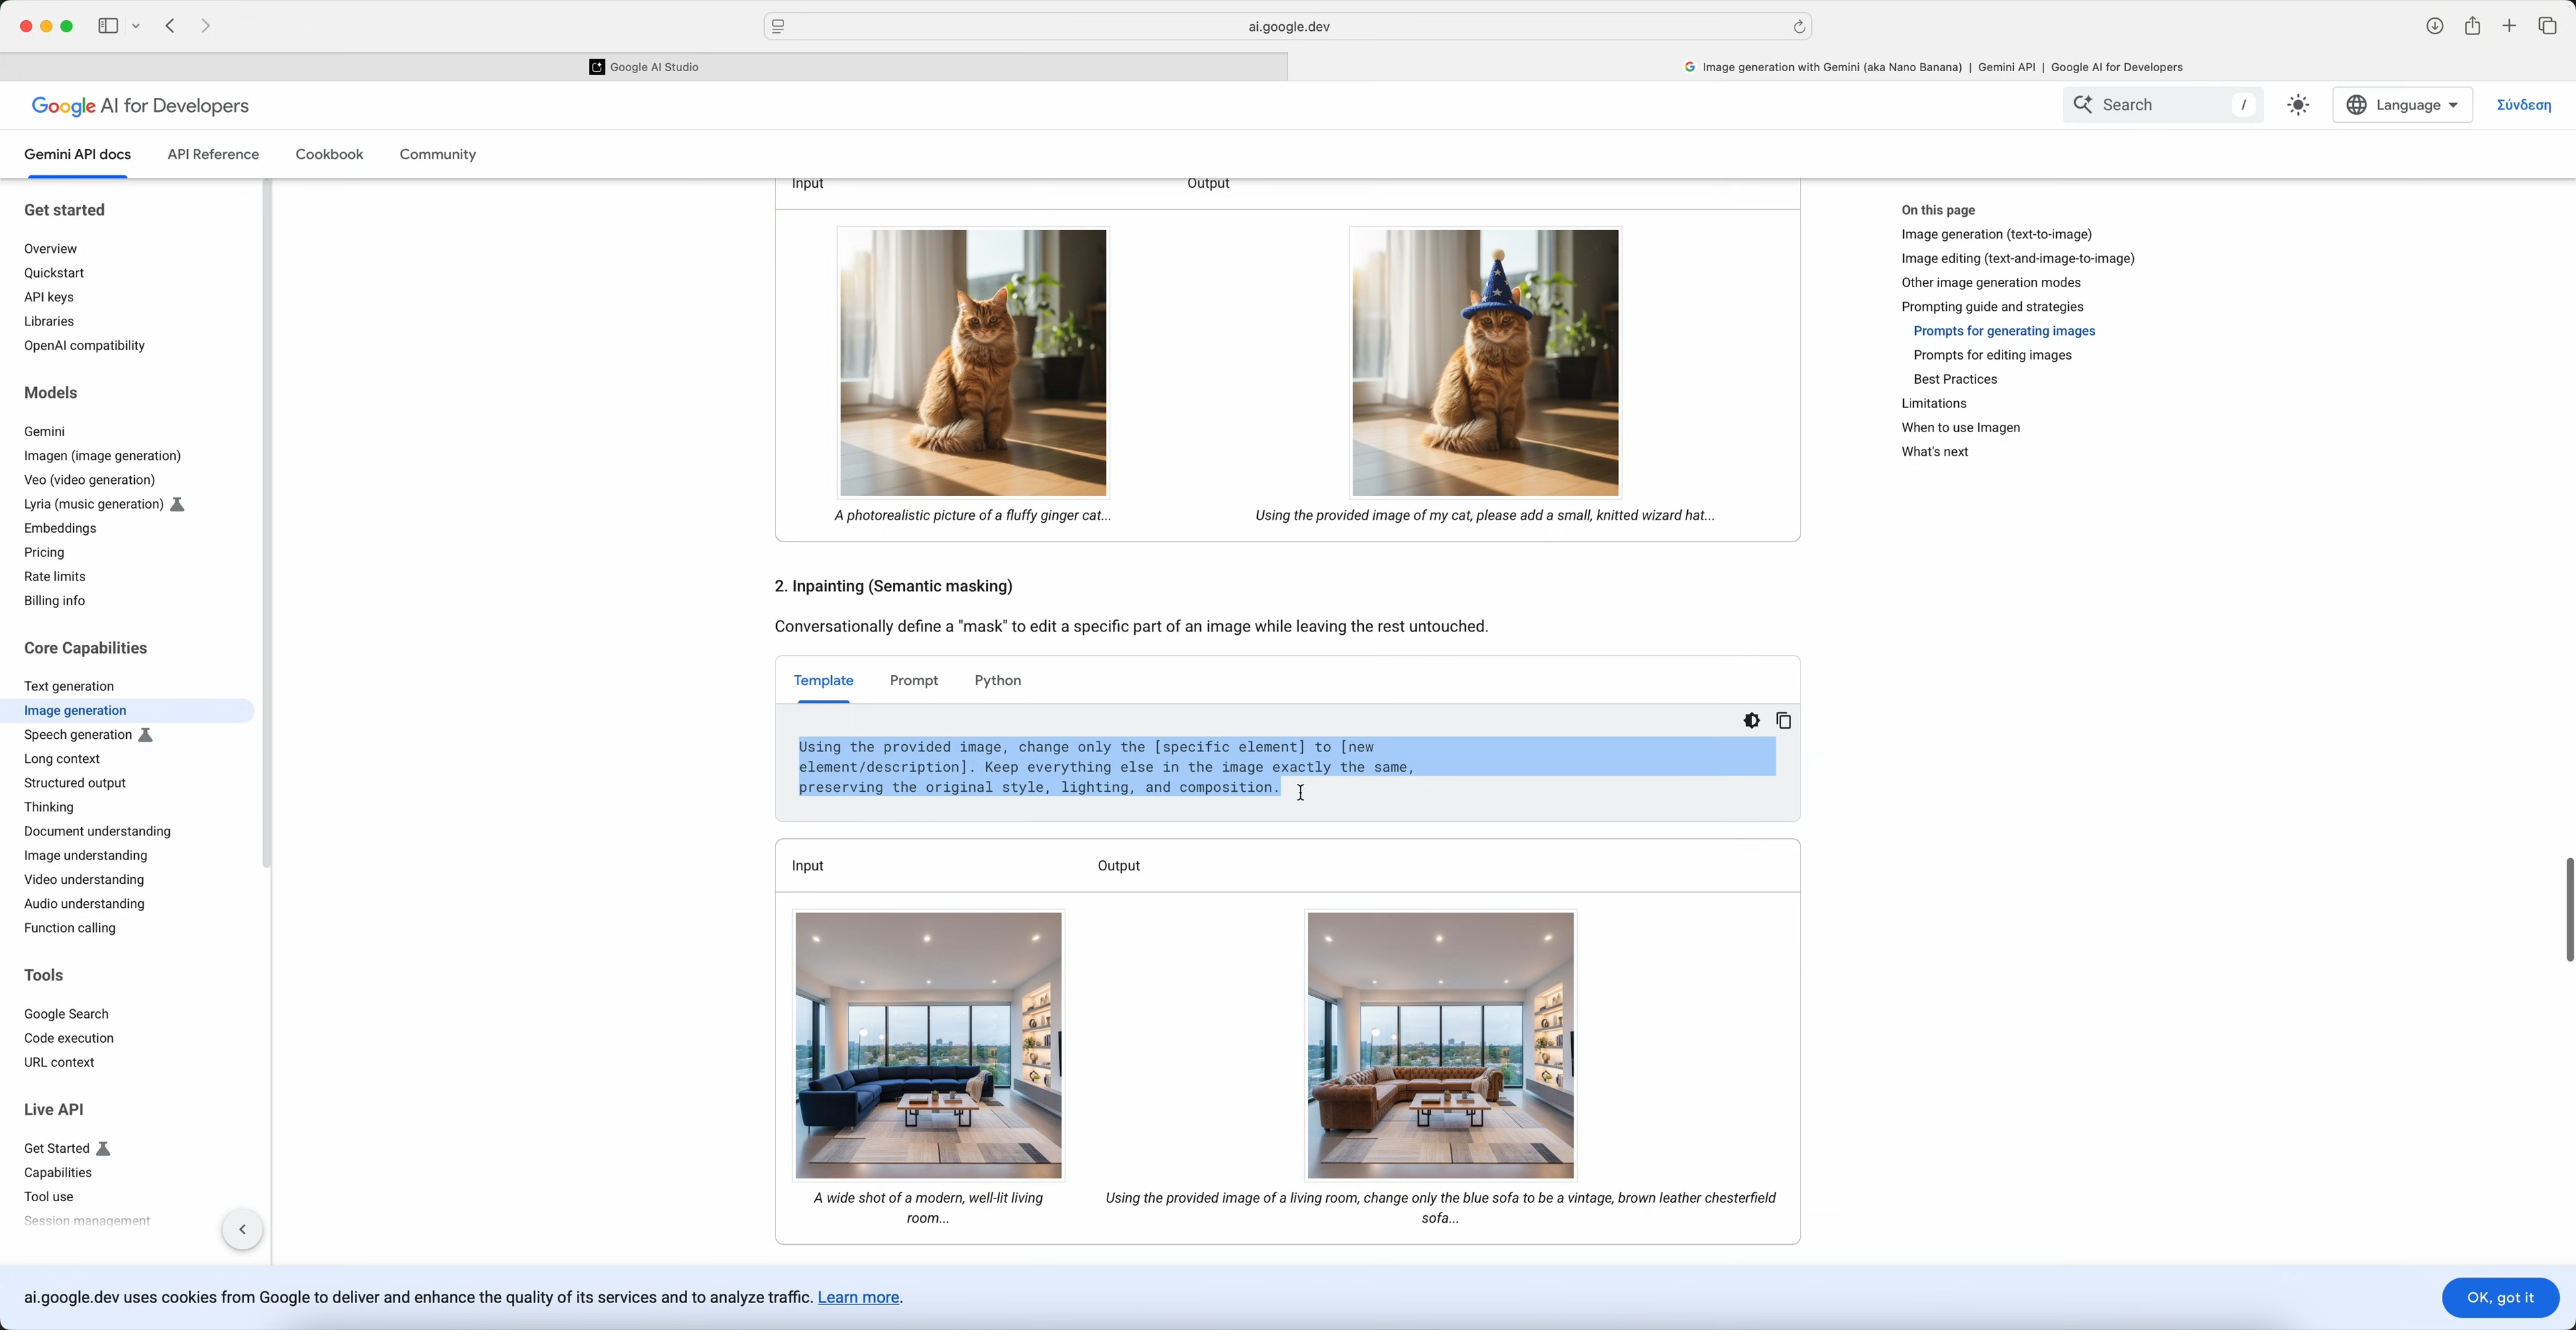 ai.google.dev
Google AI Studio
Image generation with Gemini (aka Nano Banana) | Gemini API | Google AI for Developers
Google AI for Developers
Search
/
Language
Σύνδεση
Gemini API docs
API Reference
Cookbook
Community
Get started
Overview
Quickstart
API keys
Libraries
OpenAI compatibility
Models
Gemini
Imagen (image generation)
Veo (video generation)
Lyria (music generation)
Embeddings
Pricing
Rate limits
Billing info
Core Capabilities
Text generation
Image generation
Speech generation
Long context
Structured output
Thinking
Document understanding
Image understanding
Video understanding
Audio understanding
Function calling
Tools
Google Search
Code execution
URL context
Live API
Get Started
Capabilities
Tool use
Session management
Input
Output
A photorealistic picture of a fluffy ginger cat...
Using the provided image of my cat, please add a small, knitted wizard hat...
2. Inpainting (Semantic masking)
Conversationally define a "mask" to edit a specific part of an image while leaving the rest untouched.
Template
Prompt
Python
Using the provided image, change only the [specific element] to [new
element/description]. Keep everything else in the image exactly the same,
preserving the original style, lighting, and composition.
Input
Output
A wide shot of a modern, well-lit living
room...
Using the provided image of a living room, change only the blue sofa to be a vintage, brown leather chesterfield
sofa...
On this page
Image generation (text-to-image)
Image editing (text-and-image-to-image)
Other image generation modes
Prompting guide and strategies
Prompts for generating images
Prompts for editing images
Best Practices
Limitations
When to use Imagen
What's next
ai.google.dev uses cookies from Google to deliver and enhance the quality of its services and to analyze traffic. Learn more.
OK, got it